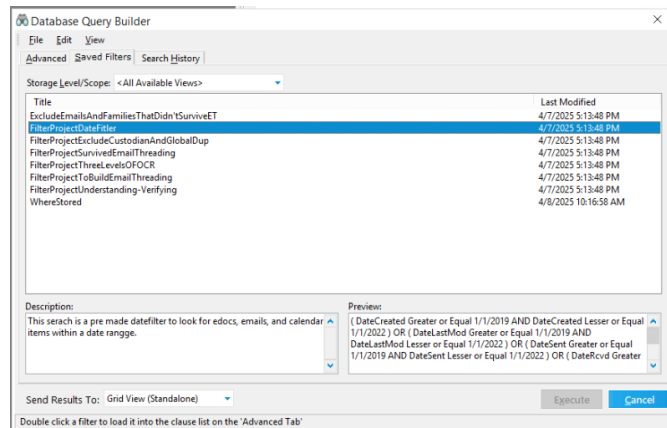 Database Query Builder
File Edit View
Advanced Saved Filters Search History
Storage Level/Scope: <All Available Views>
Title Last Modified
ExcludeEmailsAndFamiliesThatDidn'tSurviveET 4/7/2025 5:13:48 PM
FilterProjectDateFitler 4/7/2025 5:13:48 PM
FilterProjectExcludeCustodianAndGlobalDup 4/7/2025 5:13:48 PM
FilterProjectSurvivedEmailThreading 4/7/2025 5:13:48 PM
FilterProjectThreeLevelsOFOCR 4/7/2025 5:13:48 PM
FilterProjectToBuildEmailThreading 4/7/2025 5:13:48 PM
FilterProjectUnderstanding-Verifying 4/7/2025 5:13:48 PM
WhereStored 4/8/2025 10:16:58 AM
Description:
This serach is a pre made datefilter to look for edocs, emails, and calendar
items within a date rangge.
Preview:
( DateCreated Greater or Equal 1/1/2019 AND DateCreated Lesser or Equal
1/1/2022 ) OR ( DateLastMod Greater or Equal 1/1/2019 AND
DateLastMod Lesser or Equal 1/1/2022 ) OR ( DateSent Greater or Equal
1/1/2019 AND DateSent Lesser or Equal 1/1/2022 ) OR ( DateRcvd Greater
Send Results To: Grid View (Standalone)
Execute Cancel
Double click a filter to load it into the clause list on the 'Advanced Tab'